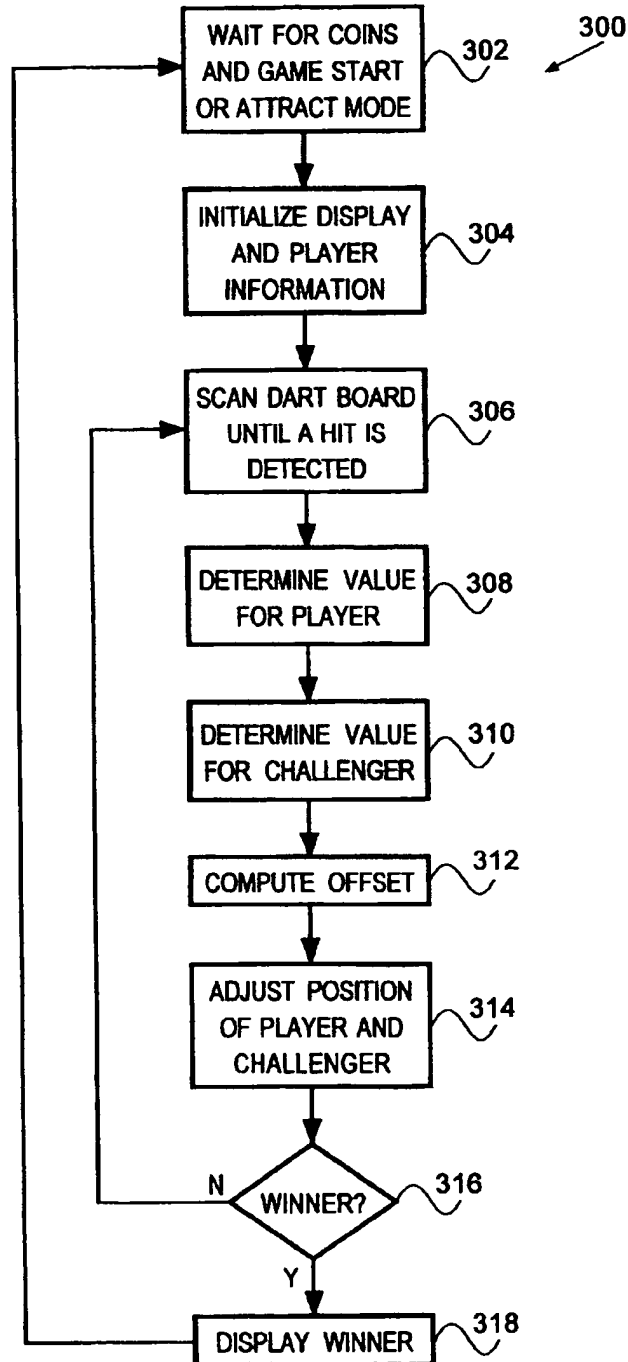 300
WAIT FOR COINS
AND GAME START
OR ATTRACT MODE
302
INITIALIZE DISPLAY
AND PLAYER
INFORMATION
304
SCAN DART BOARD
UNTIL A HIT IS
DETECTED
306
DETERMINE VALUE
FOR PLAYER
308
DETERMINE VALUE
FOR CHALLENGER
310
COMPUTE OFFSET
312
ADJUST POSITION
OF PLAYER AND
CHALLENGER
314
N
WINNER?
316
Y
DISPLAY WINNER
318